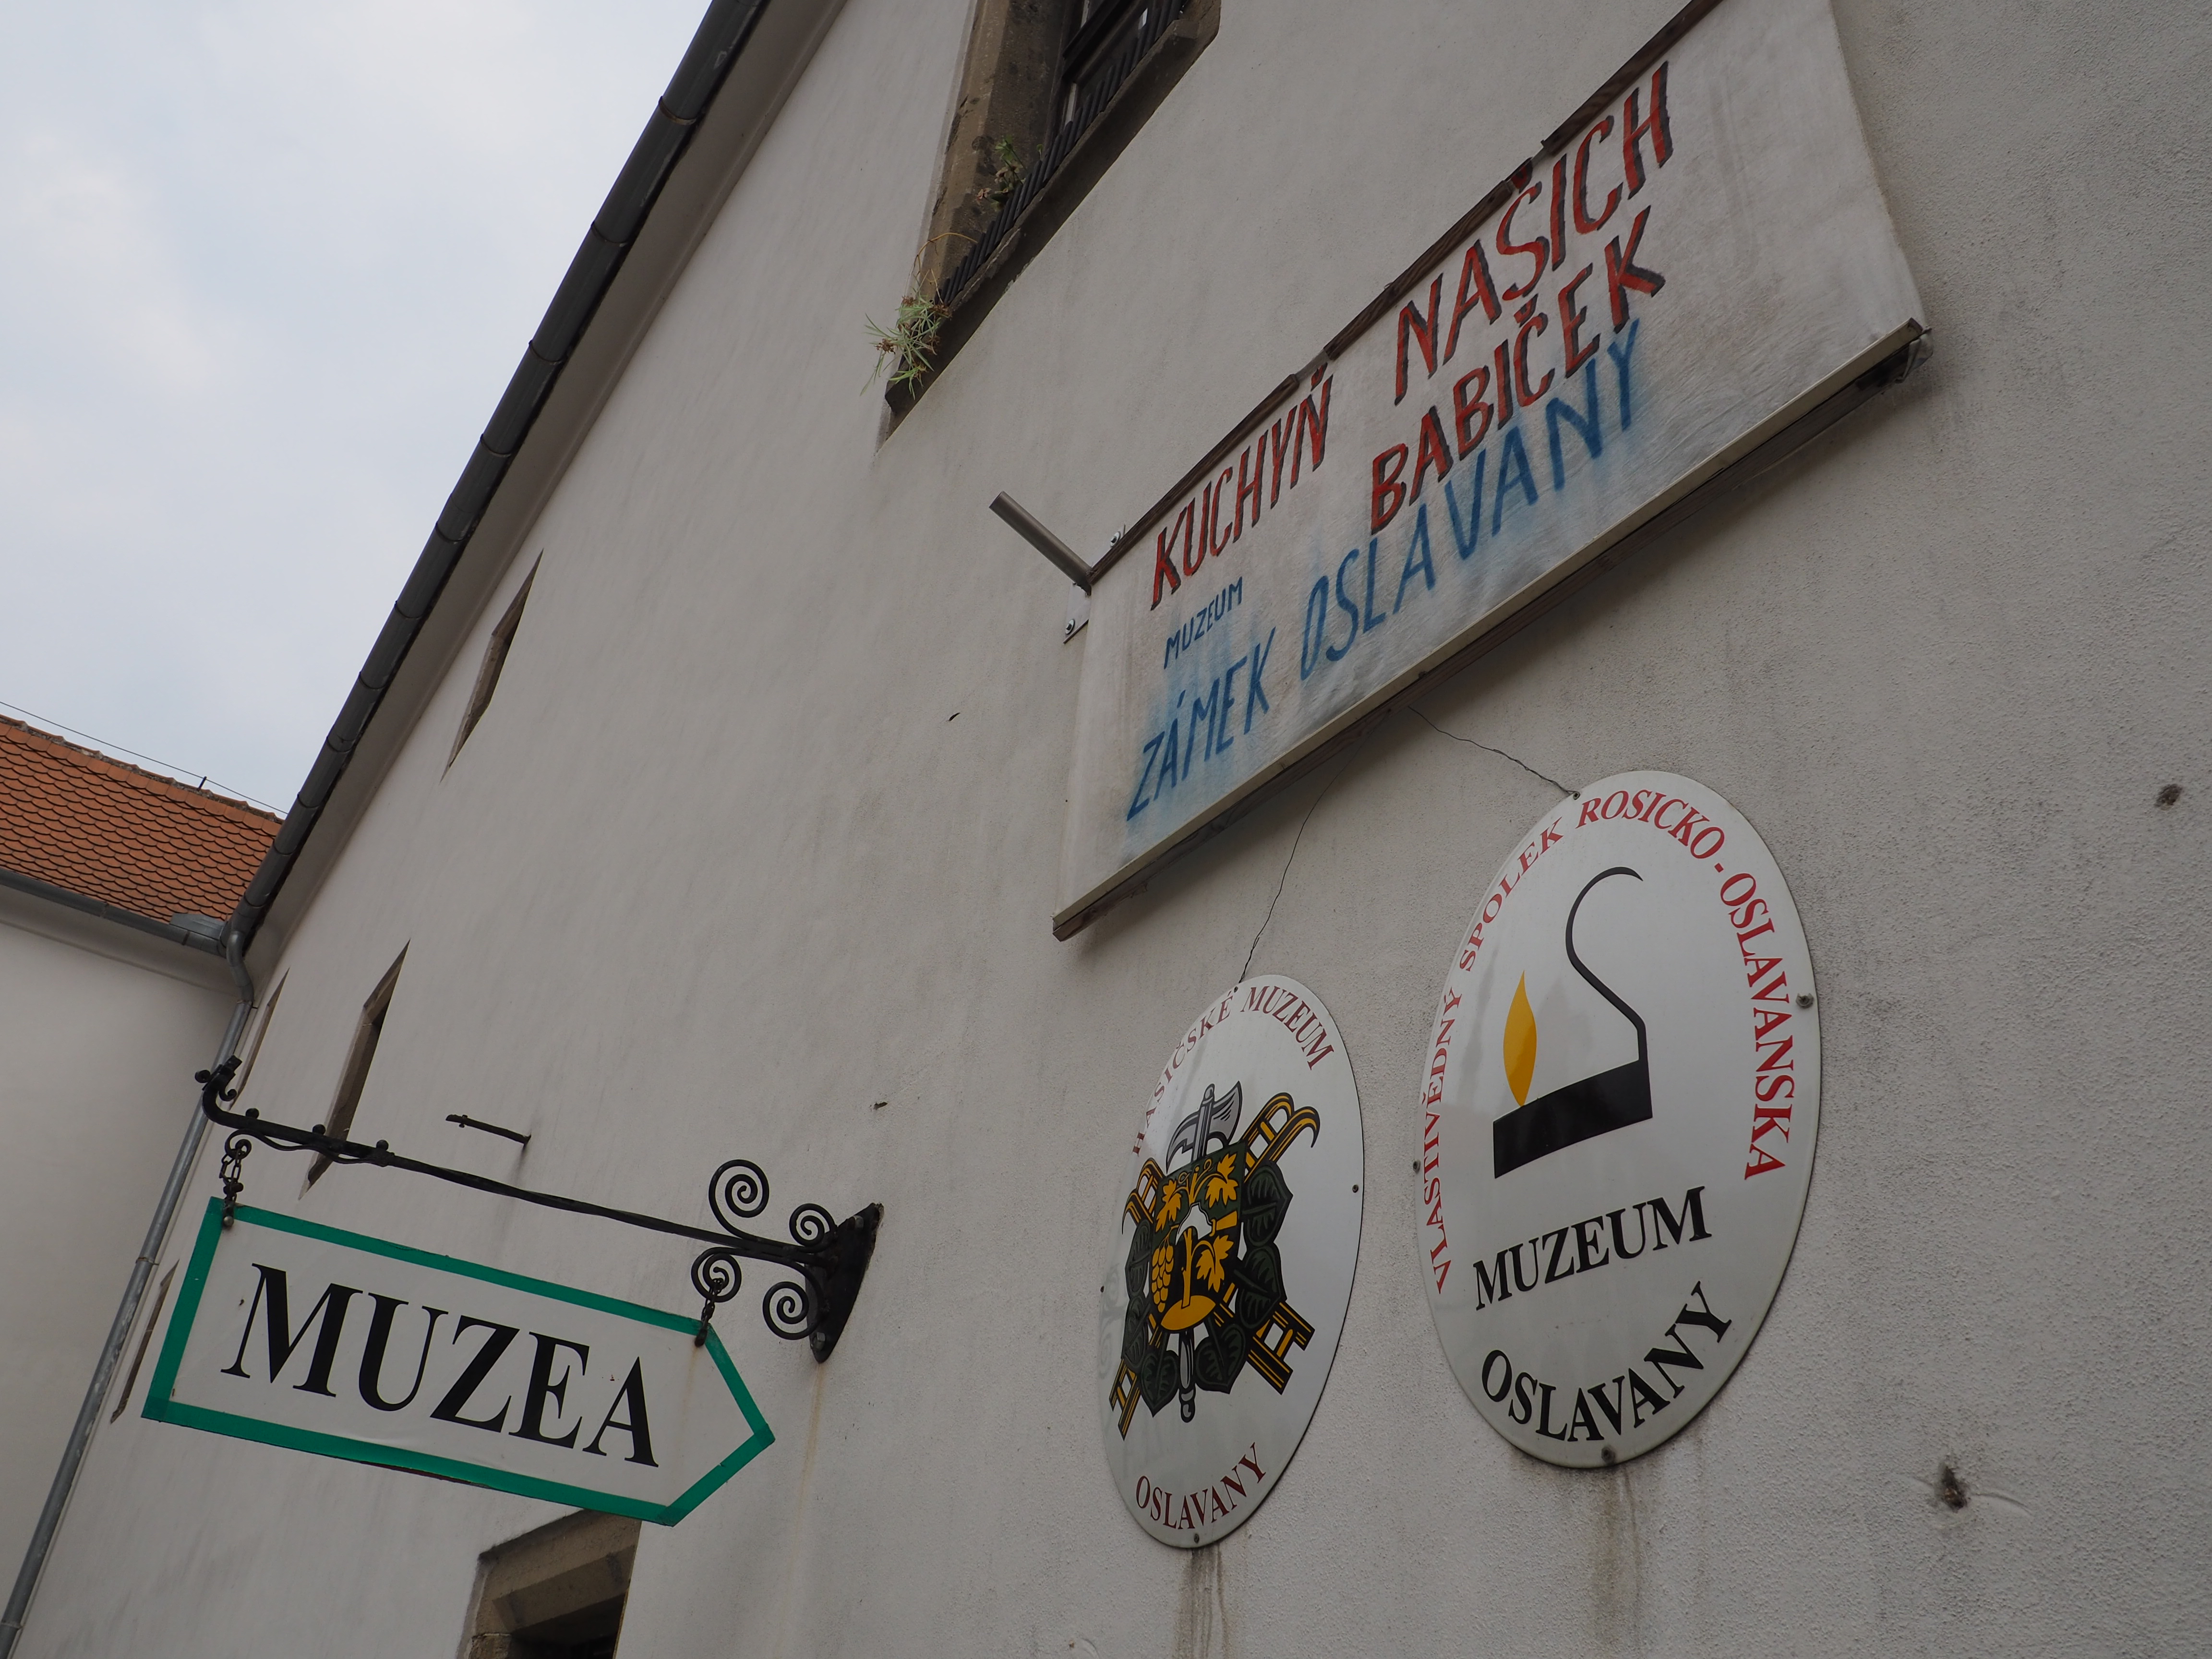 KUCHYŇ NAŠICH
BABIČEK
MUZEUM
ZÁMEK OSLAVANY
VLASTIVĚDNÝ SPOLEK ROSICKO-OSLAVANSKA
MUZEUM
OSLAVANY
HASIČSKÉ MUZEUM
OSLAVANY
MUZEA